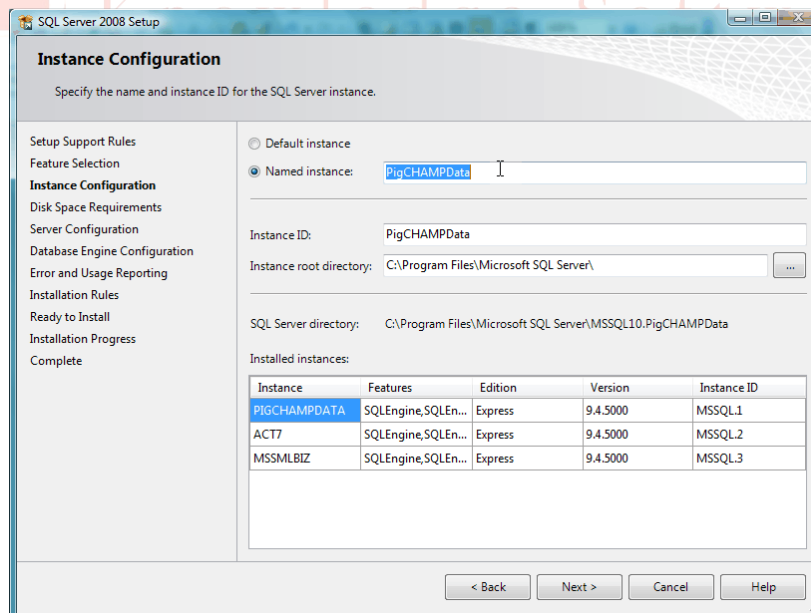 SQL Server 2008 Setup
Instance Configuration
Specify the name and instance ID for the SQL Server instance.
Setup Support Rules
Feature Selection
Instance Configuration
Disk Space Requirements
Server Configuration
Database Engine Configuration
Error and Usage Reporting
Installation Rules
Ready to Install
Installation Progress
Complete
Default instance
Named instance: PigCHAMPData
Instance ID: PigCHAMPData
Instance root directory: C:\Program Files\Microsoft SQL Server\ ...
SQL Server directory: C:\Program Files\Microsoft SQL Server\MSSQL10.PigCHAMPData
Installed instances:
Instance Features Edition Version Instance ID
PIGCHAMPDATA SQLEngine,SQLEn... Express 9.4.5000 MSSQL.1
ACT7 SQLEngine,SQLEn... Express 9.4.5000 MSSQL.2
MSSMLBIZ SQLEngine,SQLEn... Express 9.4.5000 MSSQL.3
< Back Next > Cancel Help